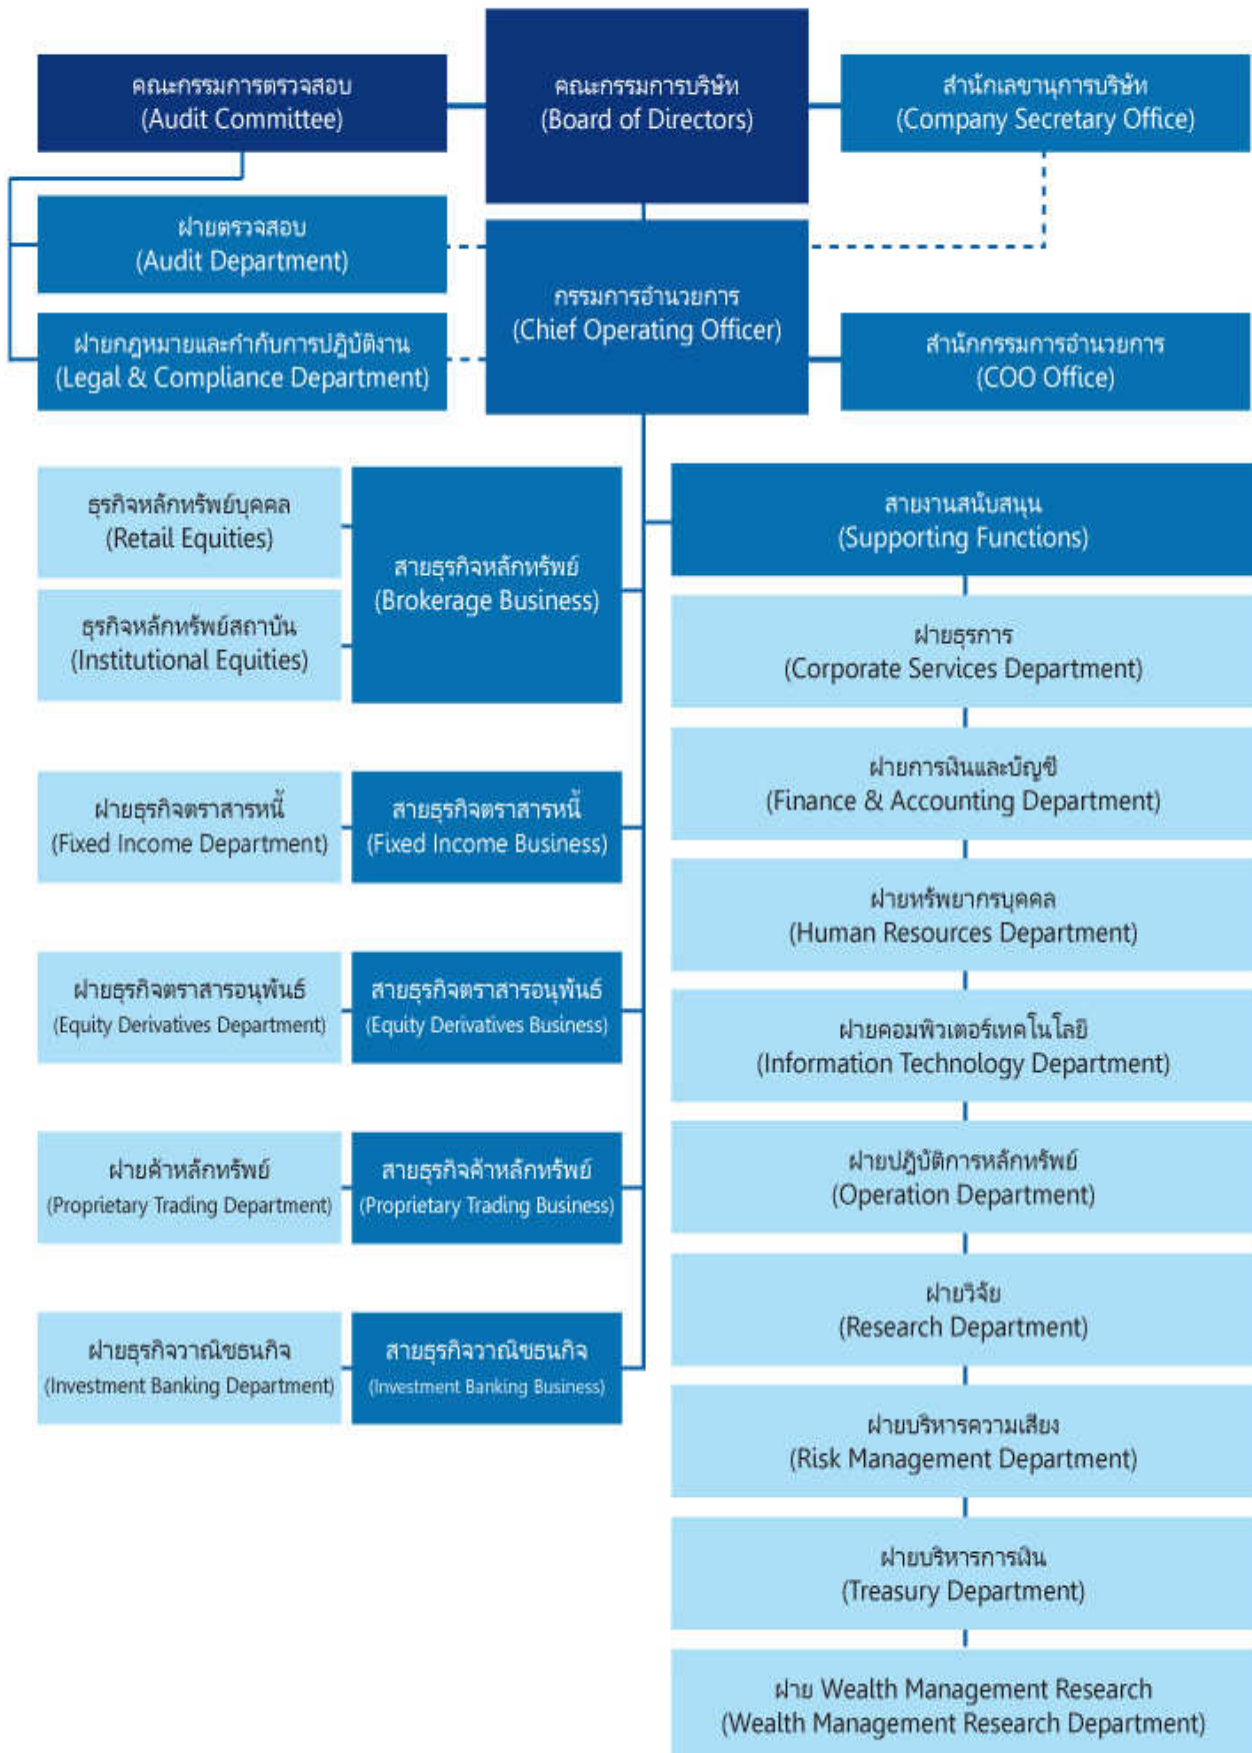 คณะกรรมการตรวจสอบ
(Audit Committee)
คณะกรรมการบริษัท
(Board of Directors)
สำนักเลขานุการบริษัท
(Company Secretary Office)
ฝ่ายตรวจสอบ
(Audit Department)
กรรมการอำนวยการ
(Chief Operating Officer)
ฝ่ายกฎหมายและกำกับการปฏิบัติงาน
(Legal & Compliance Department)
สำนักกรรมการอำนวยการ
(COO Office)
ธุรกิจหลักทรัพย์บุคคล
(Retail Equities)
ธุรกิจหลักทรัพย์สถาบัน
(Institutional Equities)
สายธุรกิจหลักทรัพย์
(Brokerage Business)
ฝ่ายธุรกิจตราสารหนี้
(Fixed Income Department)
สายธุรกิจตราสารหนี้
(Fixed Income Business)
ฝ่ายธุรกิจตราสารอนุพันธ์
(Equity Derivatives Department)
สายธุรกิจตราสารอนุพันธ์
(Equity Derivatives Business)
ฝ่ายค้าหลักทรัพย์
(Proprietary Trading Department)
สายธุรกิจค้าหลักทรัพย์
(Proprietary Trading Business)
ฝ่ายธุรกิจวาณิชธนกิจ
(Investment Banking Department)
สายธุรกิจวาณิชธนกิจ
(Investment Banking Business)
สายงานสนับสนุน
(Supporting Functions)
ฝ่ายธุรการ
(Corporate Services Department)
ฝ่ายการเงินและบัญชี
(Finance & Accounting Department)
ฝ่ายทรัพยากรบุคคล
(Human Resources Department)
ฝ่ายคอมพิวเตอร์เทคโนโลยี
(Information Technology Department)
ฝ่ายปฏิบัติการหลักทรัพย์
(Operation Department)
ฝ่ายวิจัย
(Research Department)
ฝ่ายบริหารความเสี่ยง
(Risk Management Department)
ฝ่ายบริหารการเงิน
(Treasury Department)
ฝ่าย Wealth Management Research
(Wealth Management Research Department)